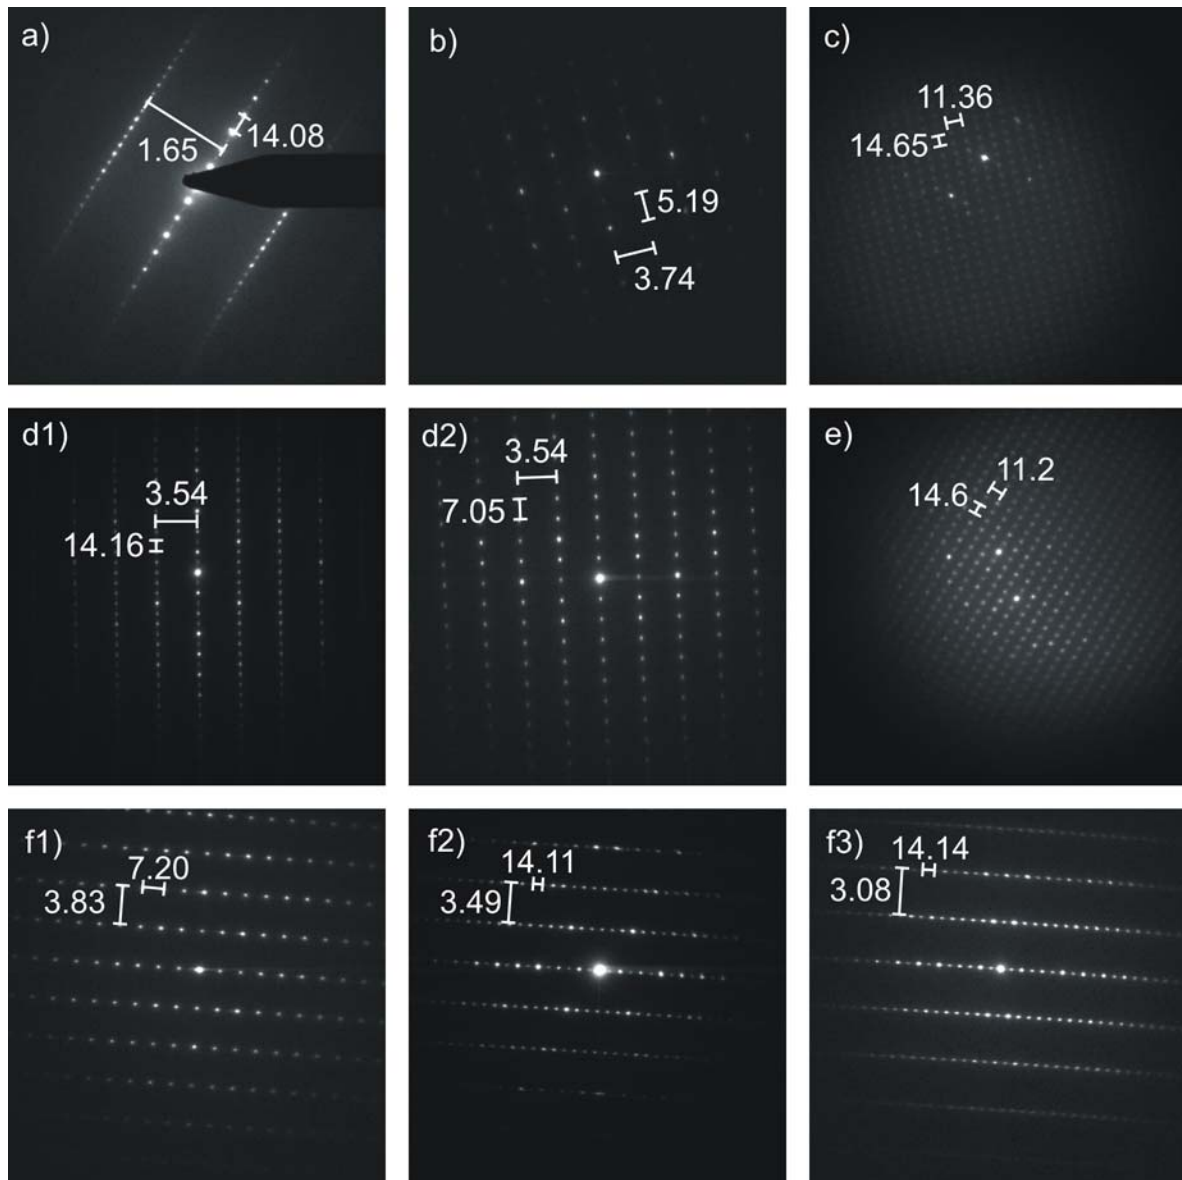 a)
1.65
14.08
b)
5.19
3.74
c)
11.36
14.65
d1)
3.54
14.16
d2)
3.54
7.05
e)
11.2
14.6
f1)
7.20
3.83
f2)
14.11
3.49
f3)
14.14
3.08